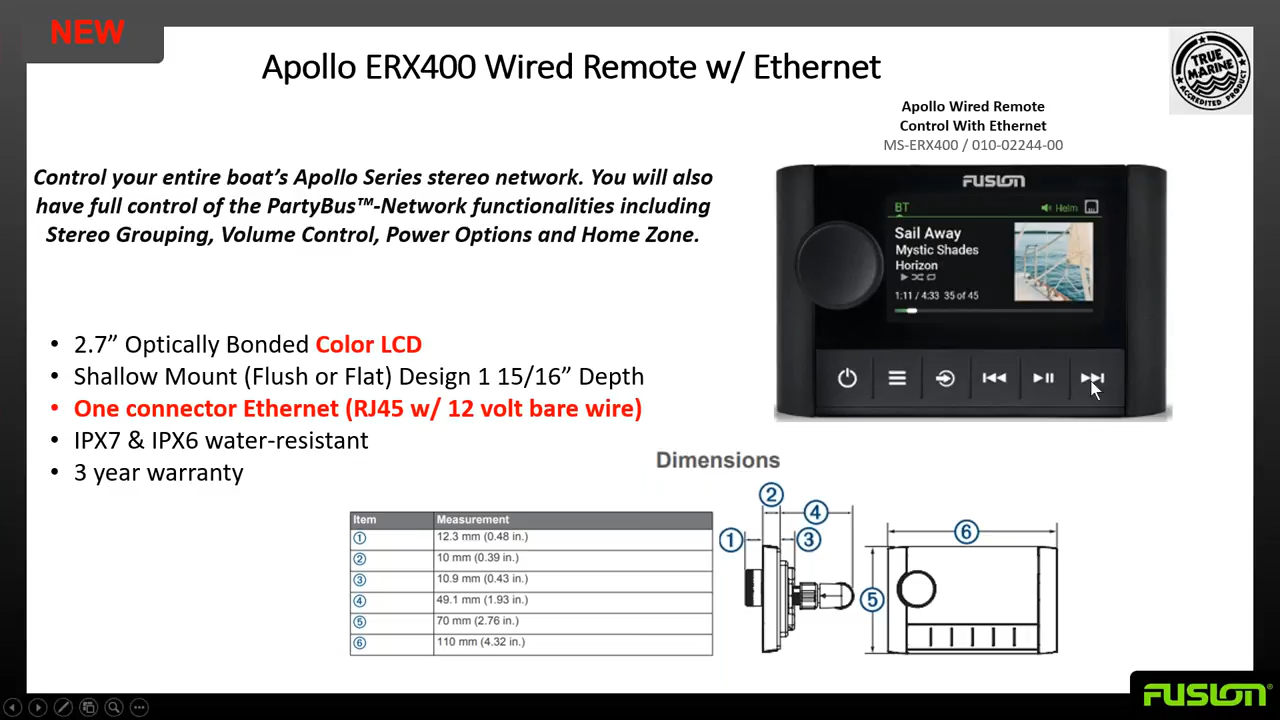 NEW
Apollo ERX400 Wired Remote w/ Ethernet
TRUE
MARINE
ACCREDITED PRODUCT
Apollo Wired Remote
Control With Ethernet
MS-ERX400 / 010-02244-00
Control your entire boat's Apollo Series stereo network. You will also
have full control of the PartyBus™-Network functionalities including
Stereo Grouping, Volume Control, Power Options and Home Zone.
FUSION
BT
Helm
Sail Away
Mystic Shades
Horizon
1:11 / 4:33 35 of 45
• 2.7" Optically Bonded Color LCD
• Shallow Mount (Flush or Flat) Design 1 15/16" Depth
• One connector Ethernet (RJ45 w/ 12 volt bare wire)
• IPX7 & IPX6 water-resistant
• 3 year warranty
Dimensions
Item Measurement
① 12.3 mm (0.48 in.)
② 10 mm (0.39 in.)
③ 10.9 mm (0.43 in.)
④ 49.1 mm (1.93 in.)
⑤ 70 mm (2.76 in.)
⑥ 110 mm (4.32 in.)
②
④
①
③
⑥
⑤
FUSION®